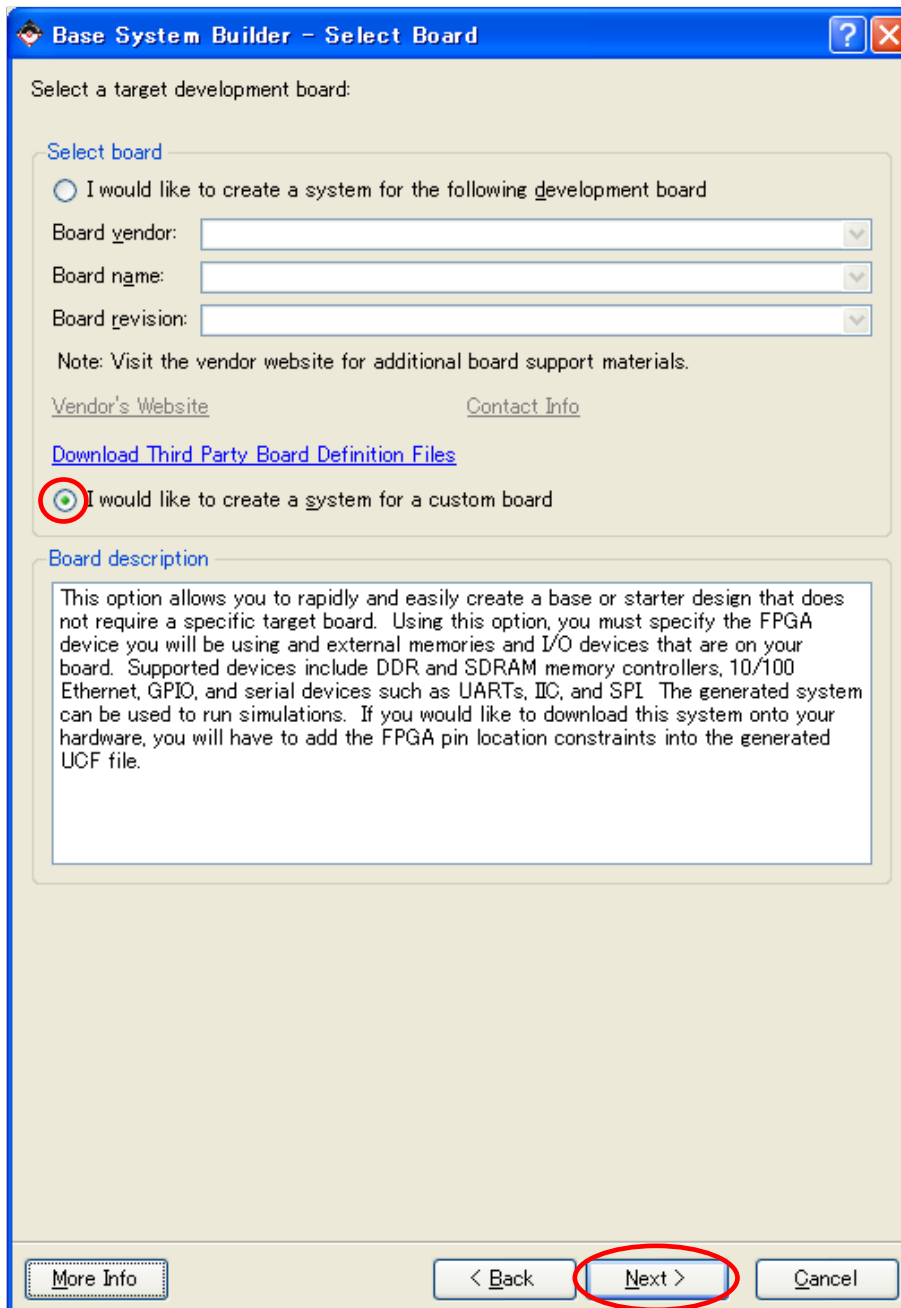 Base System Builder - Select Board
?
Select a target development board:
Select board
I would like to create a system for the following development board
Board vendor:
Board name:
Board revision:
Note: Visit the vendor website for additional board support materials.
Vendor's Website
Contact Info
Download Third Party Board Definition Files
I would like to create a system for a custom board
Board description
This option allows you to rapidly and easily create a base or starter design that does
not require a specific target board.  Using this option, you must specify the FPGA
device you will be using and external memories and I/O devices that are on your
board.  Supported devices include DDR and SDRAM memory controllers, 10/100
Ethernet, GPIO, and serial devices such as UARTs, IIC, and SPI.  The generated system
can be used to run simulations.  If you would like to download this system onto your
hardware, you will have to add the FPGA pin location constraints into the generated
UCF file.
More Info
< Back
Next >
Cancel